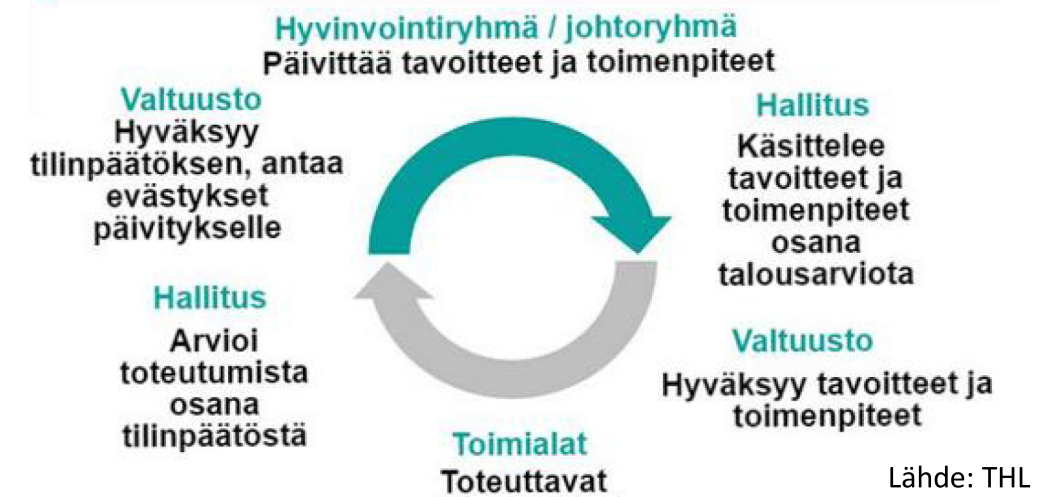 Hyvinvointiryhmä / johtoryhmä
Päivittää tavoitteet ja toimenpiteet
Hallitus
Käsittelee
tavoitteet ja
toimenpiteet
osana
talousarviota
Valtuusto
Hyväksyy tavoitteet ja
toimenpiteet
Toimialat
Toteuttavat
Hallitus
Arvioi
toteutumista
osana
tilinpäätöstä
Valtuusto
Hyväksyy
tilinpäätöksen, antaa
evästykset
päivitykselle
Lähde: THL